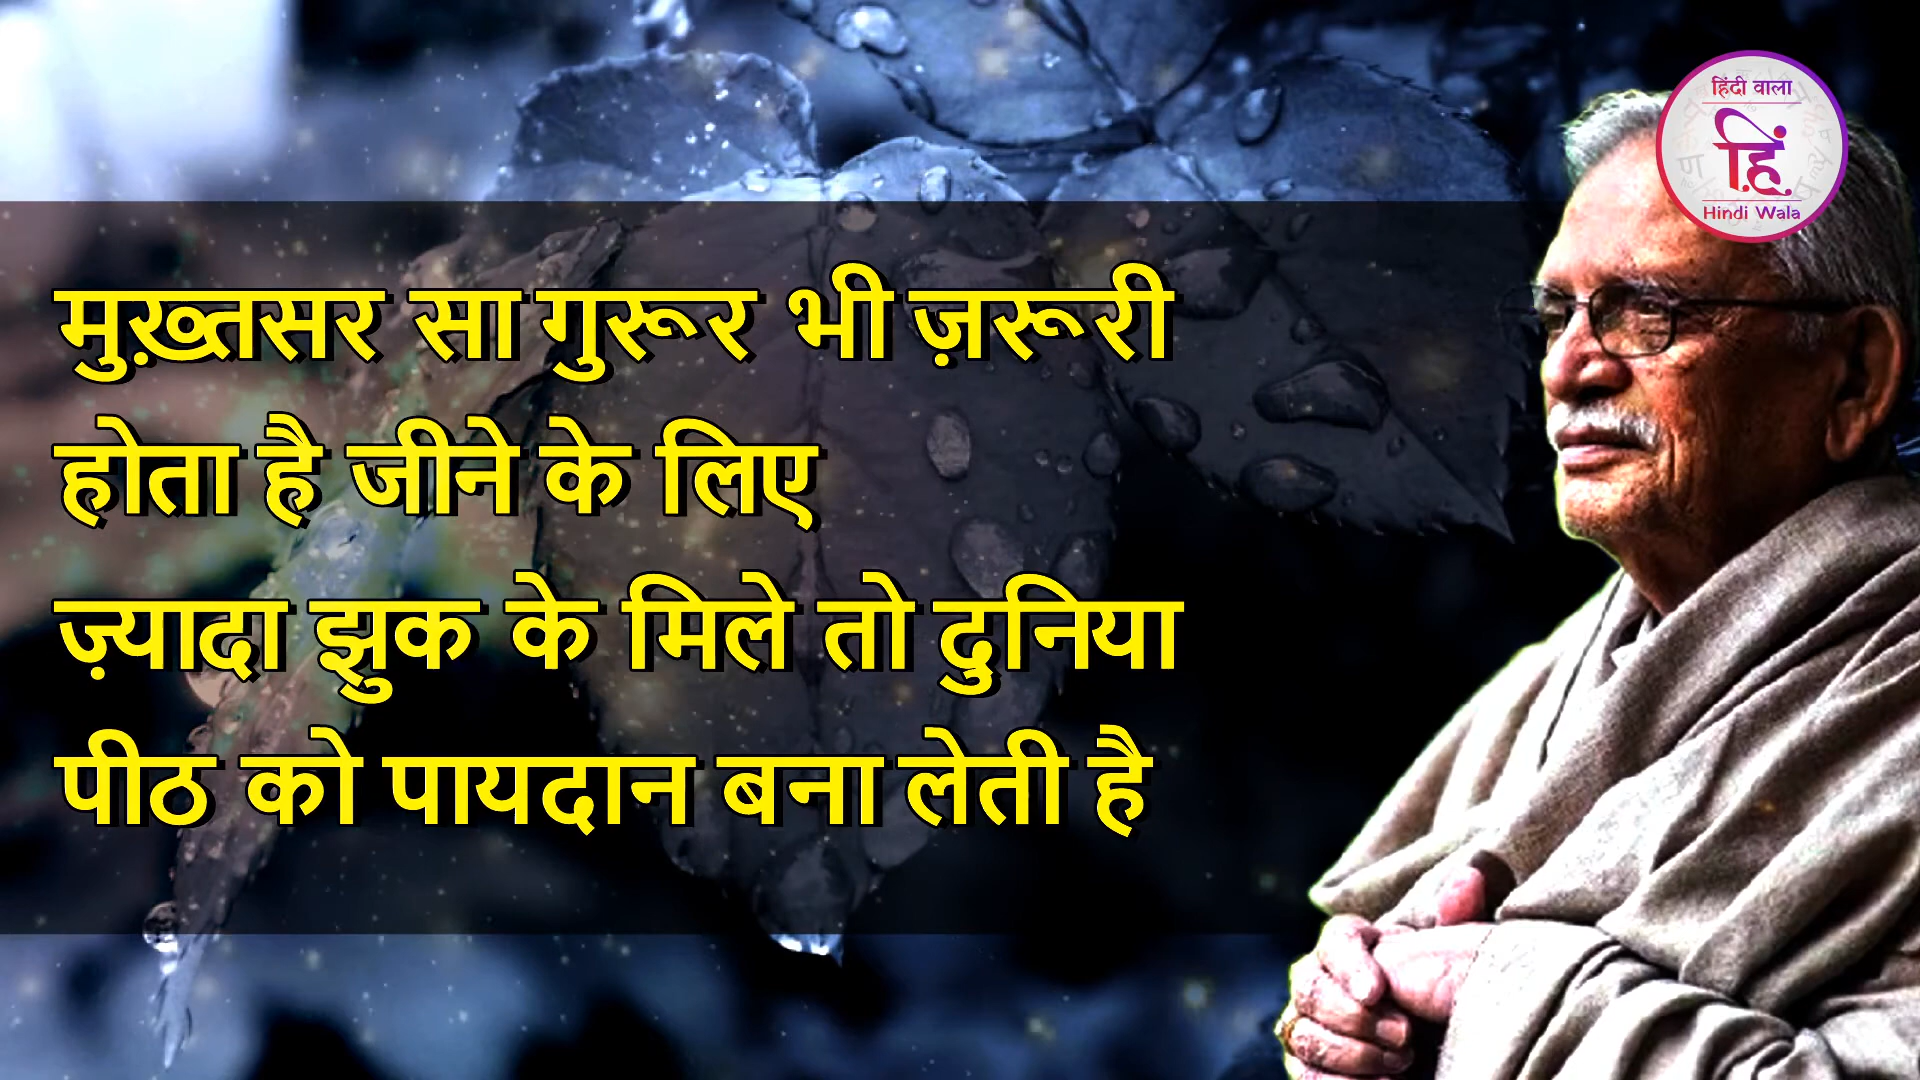 हिंदी वाला
हिं
Hindi Wala
मुख़्तसर सा गुरूर भी ज़रूरी
होता है जीने के लिए
ज़्यादा झुक के मिले तो दुनिया
पीठ को पायदान बना लेती है